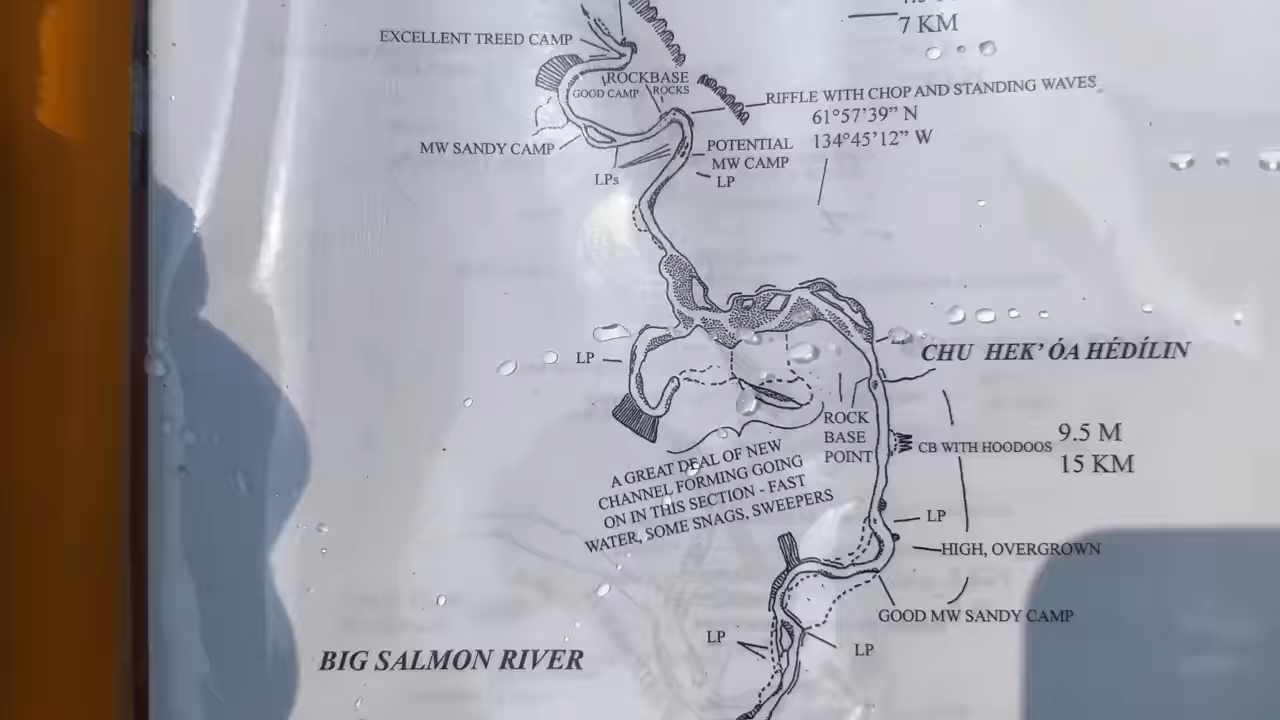 7 KM
EXCELLENT TREED CAMP
ROCKBASE
GOOD CAMP
ROCKS
RIFFLE WITH CHOP AND STANDING WAVES
61°57’39” N
134°45’12” W
MW SANDY CAMP
POTENTIAL
MW CAMP
LPs
LP
LP
CHU HEK’ ÓA HÉDÍLIN
ROCK
BASE
POINT
CB WITH HOODOOS
9.5 M
15 KM
A GREAT DEAL OF NEW
CHANNEL FORMING GOING
ON IN THIS SECTION - FAST
WATER, SOME SNAGS, SWEEPERS
LP
HIGH, OVERGROWN
GOOD MW SANDY CAMP
LP
LP
BIG SALMON RIVER